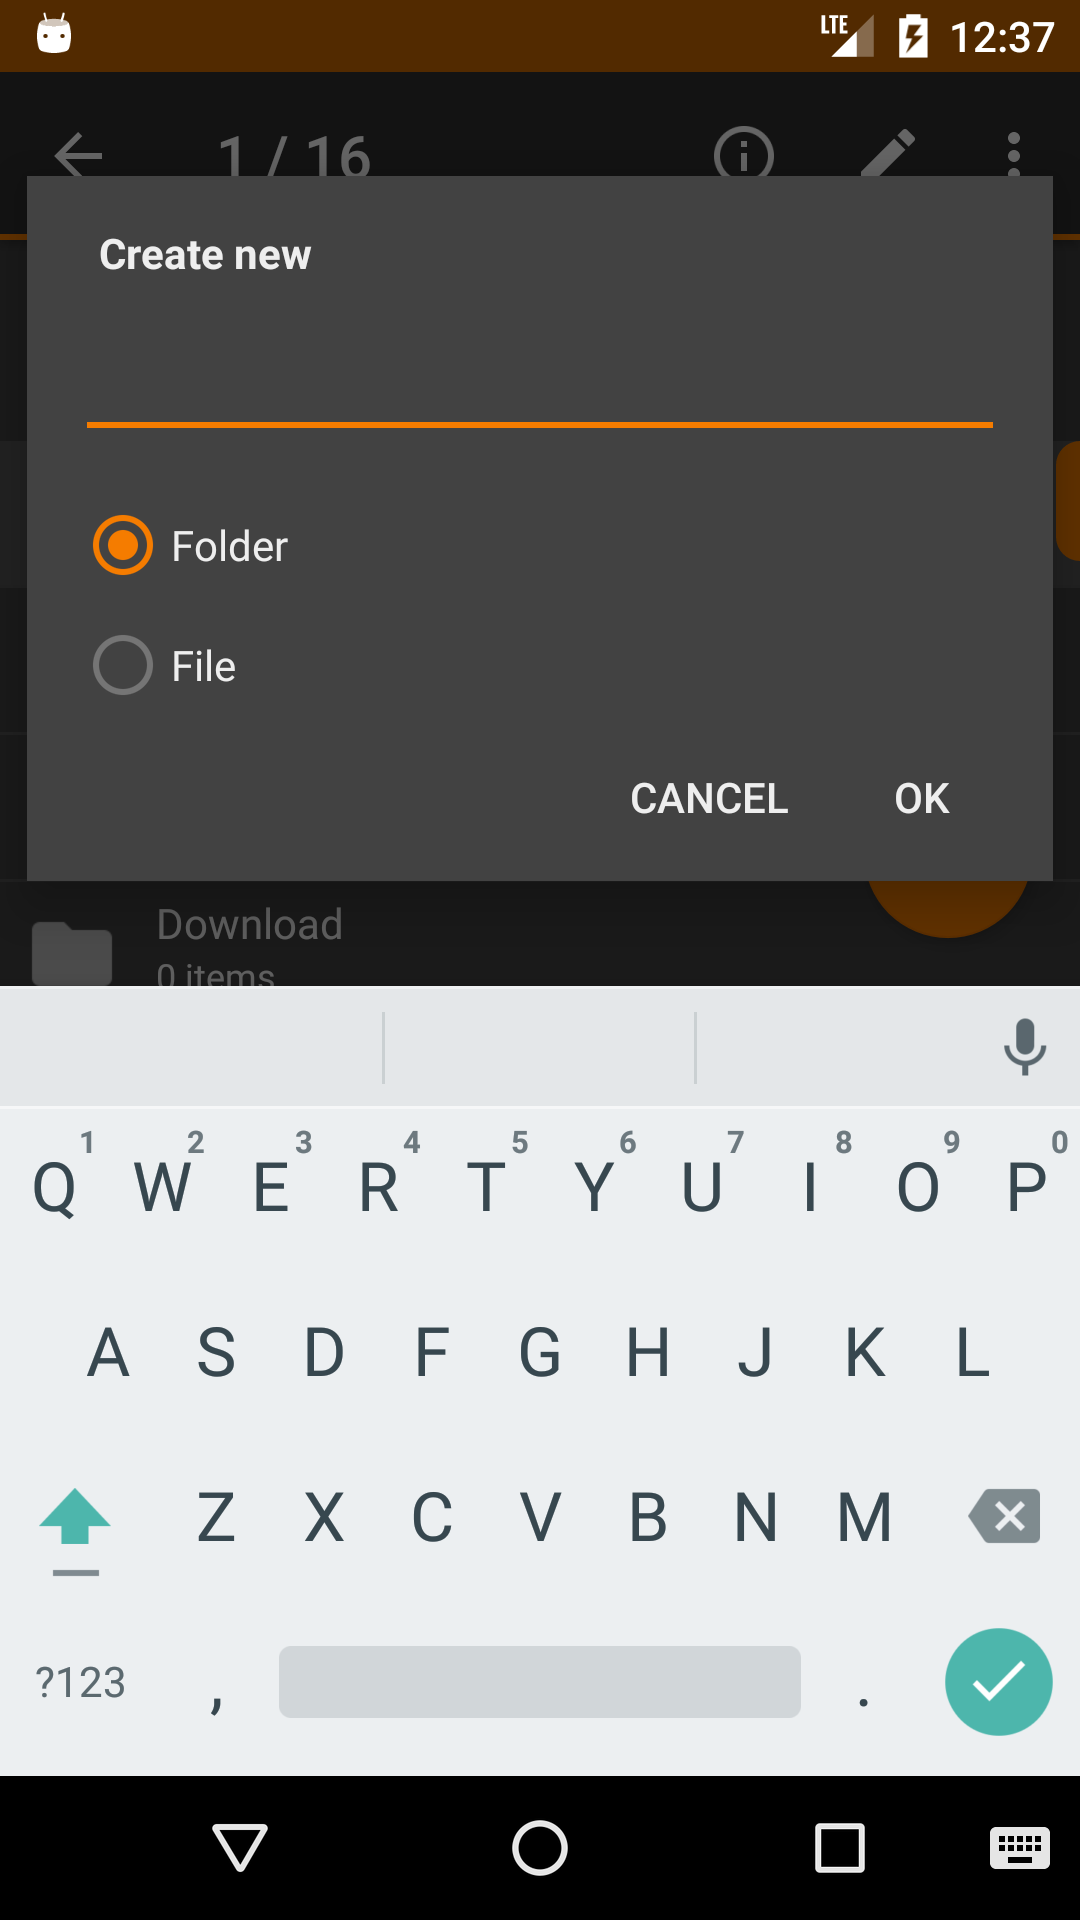 LTE 12:37
1 / 16
Create new
Folder
File
CANCEL OK
Download
0 items
1 2 3 4 5 6 7 8 9 0
Q W E R T Y U I O P
A S D F G H J K L
Z X C V B N M
?123 , .